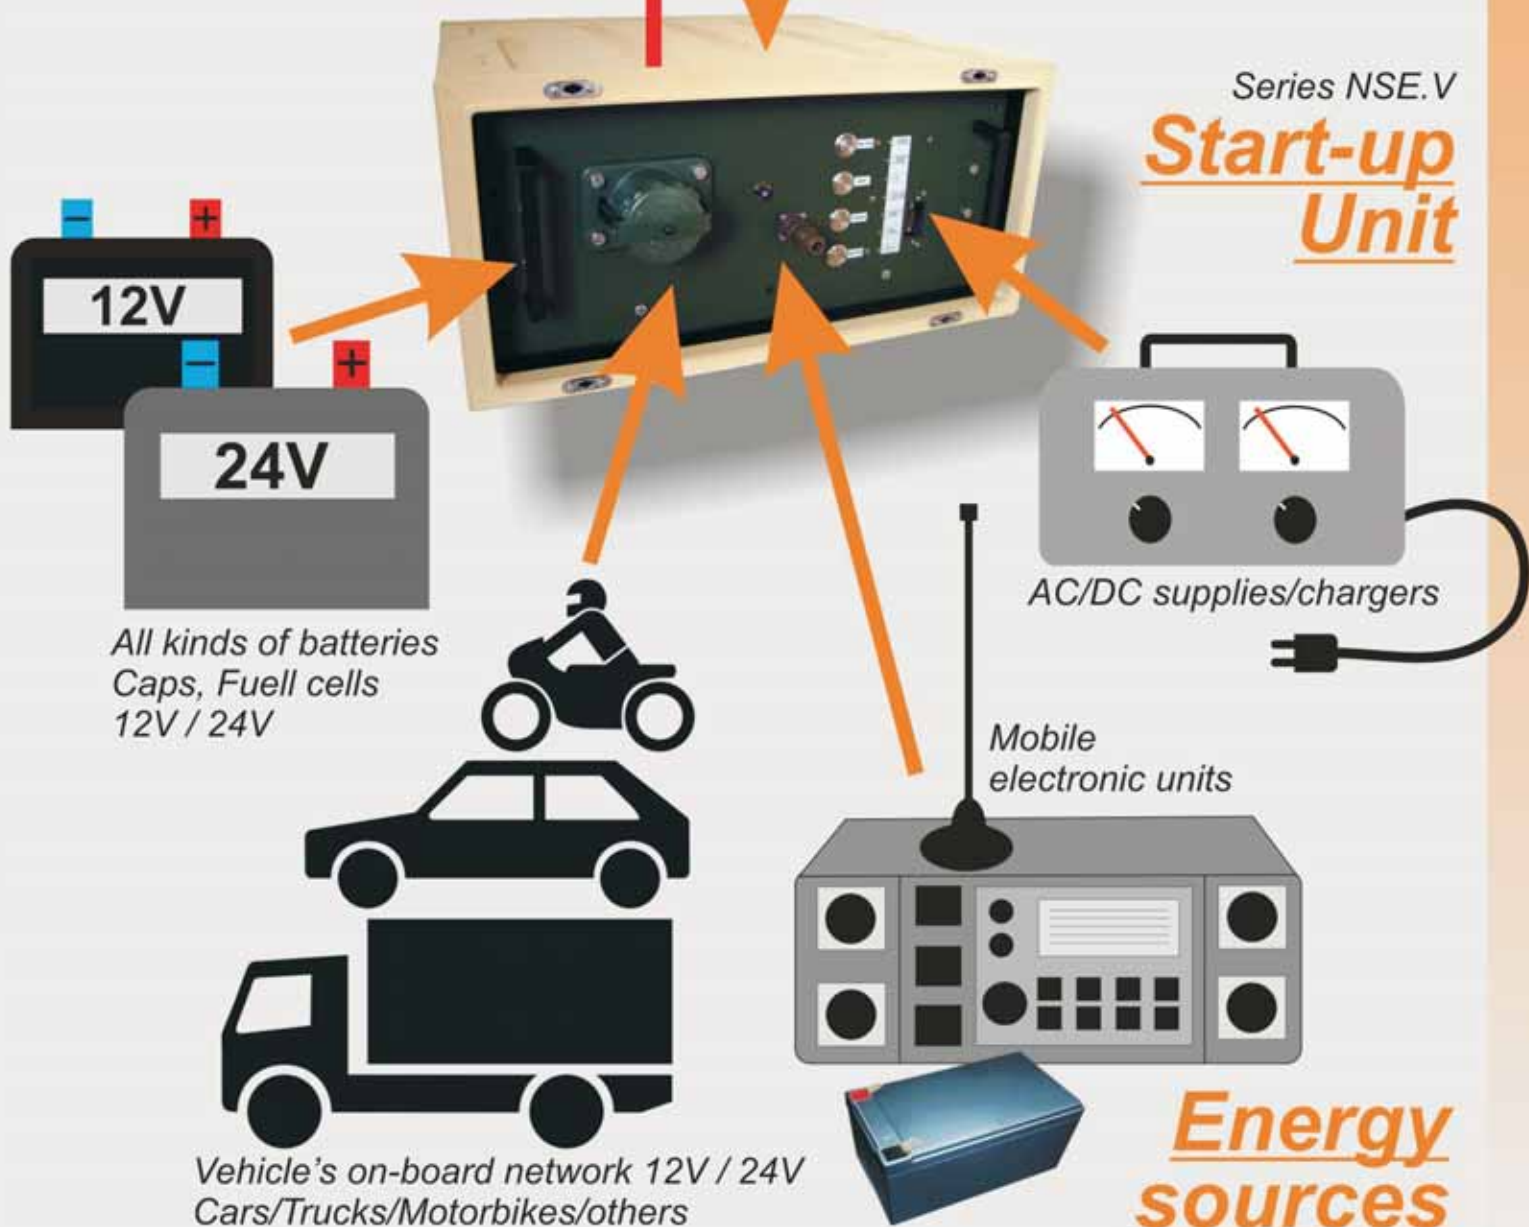 Series NSE.V
Start-up
Unit
-
+
12V
-
+
24V
AC/DC supplies/chargers
All kinds of batteries
Caps, Fuell cells
12V / 24V
Mobile
electronic units
Energy
sources
Vehicle's on-board network 12V / 24V
Cars/Trucks/Motorbikes/others